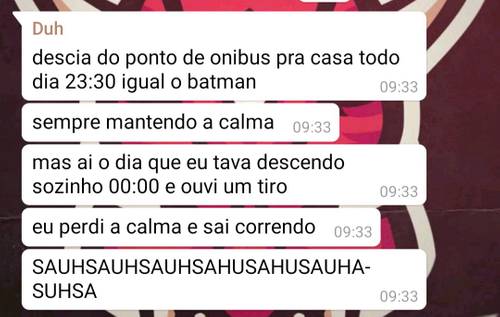 Duh
descia do ponto de onibus pra casa todo
dia 23:30 igual o batman
09:33
sempre mantendo a calma
09:33
mas ai o dia que eu tava descendo
sozinho 00:00 e ouvi um tiro
09:33
eu perdi a calma e sai correndo
09:33
SAUHSAUHSAUHSAHUSAHUSAUHA-
SUHSA
09:33